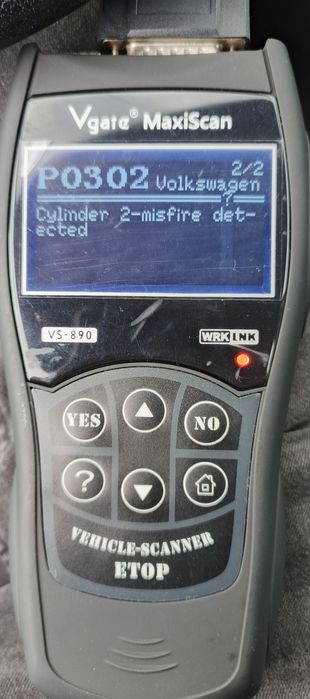 Vgate® MaxiScan
2/2
P0302 Volkswagen
?
Cylinder 2-misfire det-
ected
VS-890
WRK LNK
YES
NO
?
VEHICLE-SCANNER
ETOP